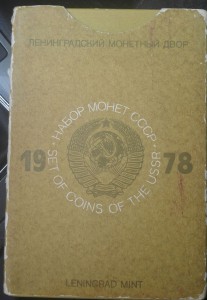 ЛЕНИНГРАДСКИЙ МОНЕТНЫЙ ДВОР
· НАБОР МОНЕТ СССР ·
19 78
SET OF COINS OF THE USSR
LENINGRAD MINT